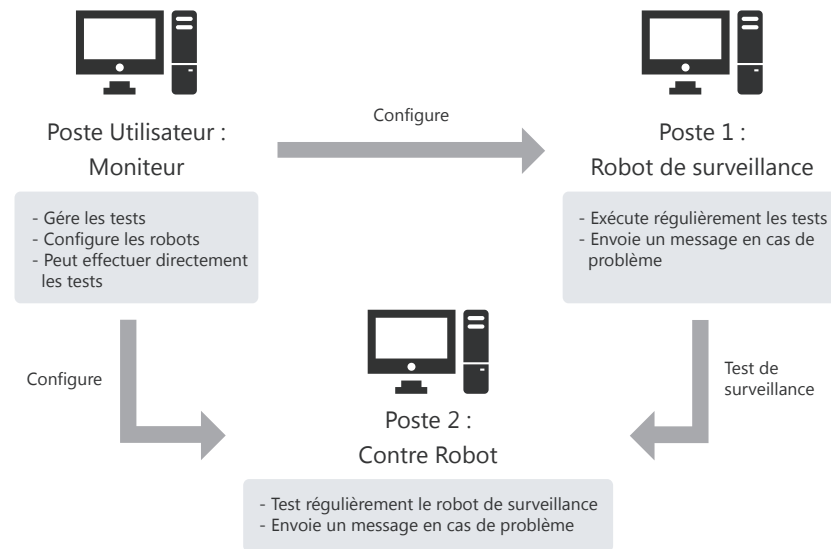 Poste Utilisateur :
Moniteur
- Gére les tests
- Configure les robots
- Peut effectuer directement
les tests
Configure
Poste 1 :
Robot de surveillance
- Exécute régulièrement les tests
- Envoie un message en cas de
problème
Configure
Test de
surveillance
Poste 2 :
Contre Robot
- Test régulièrement le robot de surveillance
- Envoie un message en cas de problème